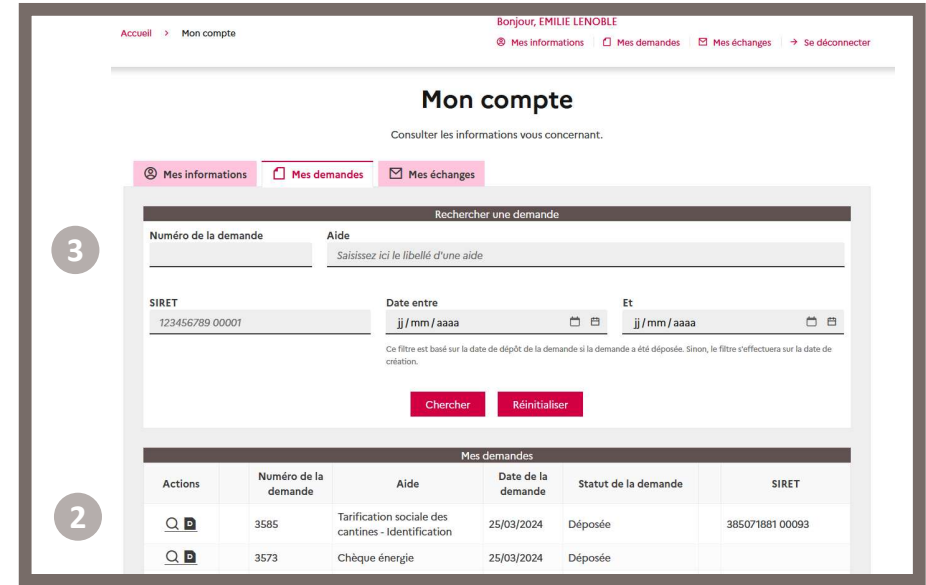 Bonjour, EMILIE LENOBLE
Accueil > Mon compte
Mes informations Mes demandes Mes échanges → Se déconnecter
Mon compte
Consulter les informations vous concernant.
Mes informations Mes demandes Mes échanges
Rechercher une demande
3
Numéro de la demande Aide
Saisissez ici le libellé d'une aide
SIRET Date entre Et
123456789 00001 jj/mm/aaaa jj/mm/aaaa
Ce filtre est basé sur la date de dépôt de la demande si la demande a été déposée. Sinon, le filtre s'effectuera sur la date de
création.
Chercher Réinitialiser
Mes demandes
Actions Numéro de la demande Aide Date de la demande Statut de la demande SIRET
2
D 3585 Tarification sociale des cantines - Identification 25/03/2024 Déposée 385071881 00093
D 3573 Chèque énergie 25/03/2024 Déposée